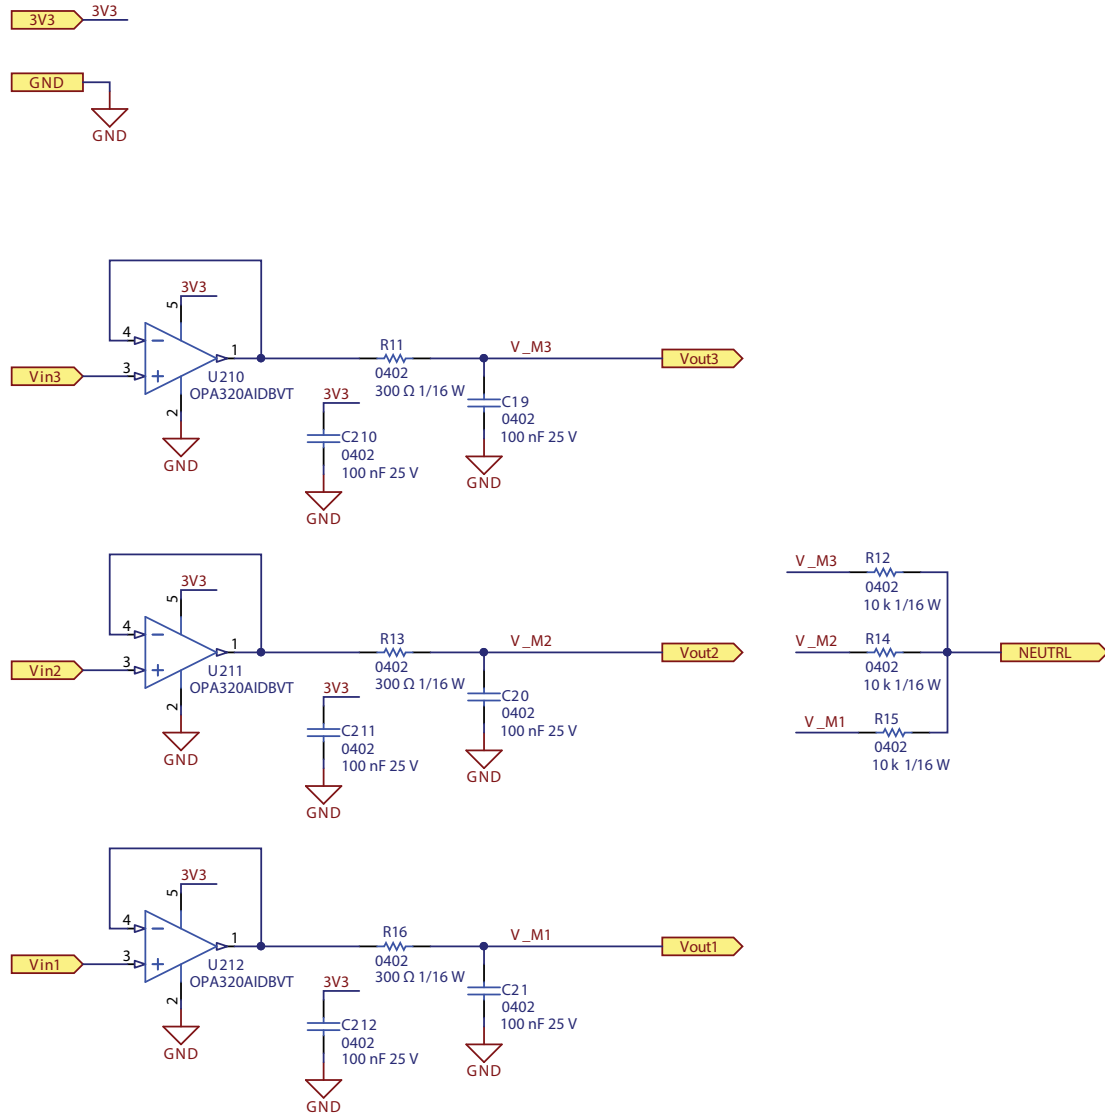 3V3
3V3
GND
GND
3V3
5
4
3
1
2
Vin3
U210
OPA320AIDBVT
GND
R11
0402
300 Ω 1/16 W
3V3
C210
0402
100 nF 25 V
GND
V_M3
C19
0402
100 nF 25 V
GND
Vout3
3V3
5
4
3
1
2
Vin2
U211
OPA320AIDBVT
GND
R13
0402
300 Ω 1/16 W
3V3
C211
0402
100 nF 25 V
GND
V_M2
C20
0402
100 nF 25 V
GND
Vout2
V_M3
R12
0402
10 k 1/16 W
V_M2
R14
0402
10 k 1/16 W
V_M1
R15
0402
10 k 1/16 W
NEUTRL
3V3
5
4
3
1
2
Vin1
U212
OPA320AIDBVT
GND
R16
0402
300 Ω 1/16 W
3V3
C212
0402
100 nF 25 V
GND
V_M1
C21
0402
100 nF 25 V
GND
Vout1